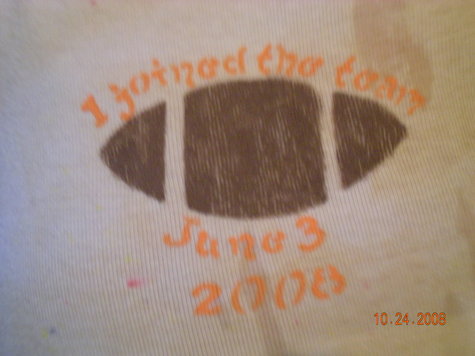 I joined the team
June 3
2008
10.24.2008